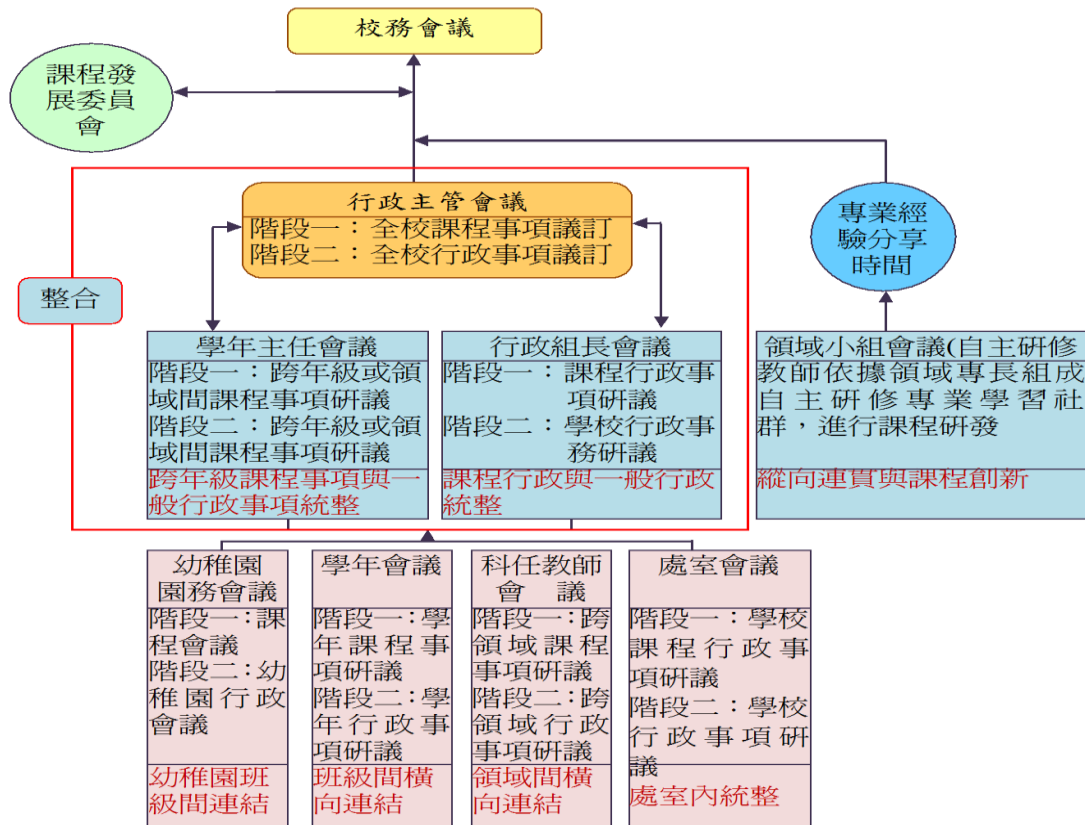 校務會議
課程發
展委員
會
行政主管會議
階段一：全校課程事項議訂
階段二：全校行政事項議訂
專業經
驗分享
時間
整合
學年主任會議
階段一：跨年級或領
域間課程事項研議
階段二：跨年級或領
域間課程事項研議
跨年級課程事項與一
般行政事項統整
行政組長會議
階段一：課程行政事
項研議
階段二：學校行政事
務研議
課程行政與一般行政
統整
領域小組會議(自主研修
教師依據領域專長組成
自主研修專業學習社
群，進行課程研發
縱向連貫與課程創新
幼稚園
園務會議
階段一:課
程會議
階段二:幼
稚園行政
會議
幼稚園班
級間連結
學年會議
階段一:學
年課程事
項研議
階段二:學
年行政事
項研議
班級間橫
向連結
科任教師
會　議
階段一:跨
領域課程
事項研議
階段二:跨
領域行政
事項研議
領域間橫
向連結
處室會議
階段一：學校
課程行政事
項研議
階段二：學校
行政事項研
議
處室內統整